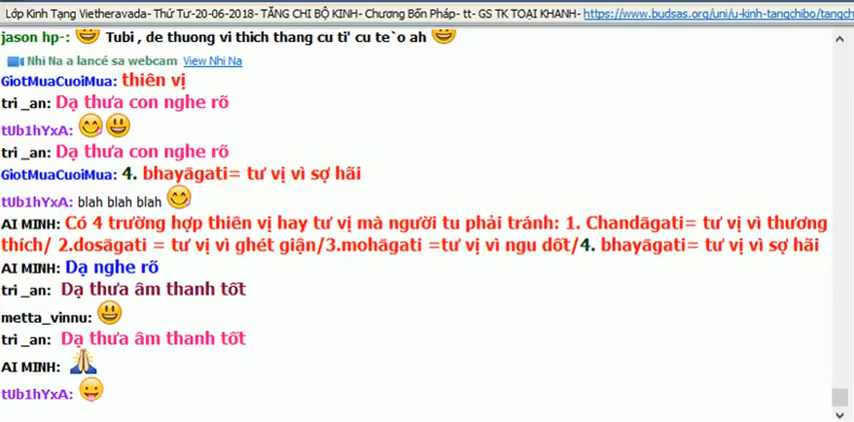 Lớp Kinh Tạng Vietheravada- Thứ Tư-20-06-2018- TĂNG CHI BỘ KINH- Chương Bốn Pháp- tt- GS TK TOẠI KHANH- https://www.budsas.org/uni/u-kinh-tangchibo/tangch
jason hp-: Tubi , de thuong vi thich thang cu ti' cu te`o ah
Nhi Na a lancé sa webcam View Nhi Na
GiotMuaCuoiMua: thiên vị
tri _an: Dạ thưa con nghe rõ
tUb1hYxA:
tri _an: Dạ thưa con nghe rõ
GiotMuaCuoiMua: 4. bhayāgati= tư vị vì sợ hãi
tUb1hYxA: blah blah blah
AI MINH: Có 4 trường hợp thiên vị hay tư vị mà người tu phải tránh: 1. Chandāgati= tư vị vì thương
thích/ 2.dosāgati = tư vị vì ghét giận/3.mohāgati =tư vị vì ngu dốt/4. bhayāgati= tư vị vì sợ hãi
AI MINH: Dạ nghe rõ
tri _an: Dạ thưa âm thanh tốt
metta_vinnu:
tri _an: Dạ thưa âm thanh tốt
AI MINH:
tUb1hYxA: